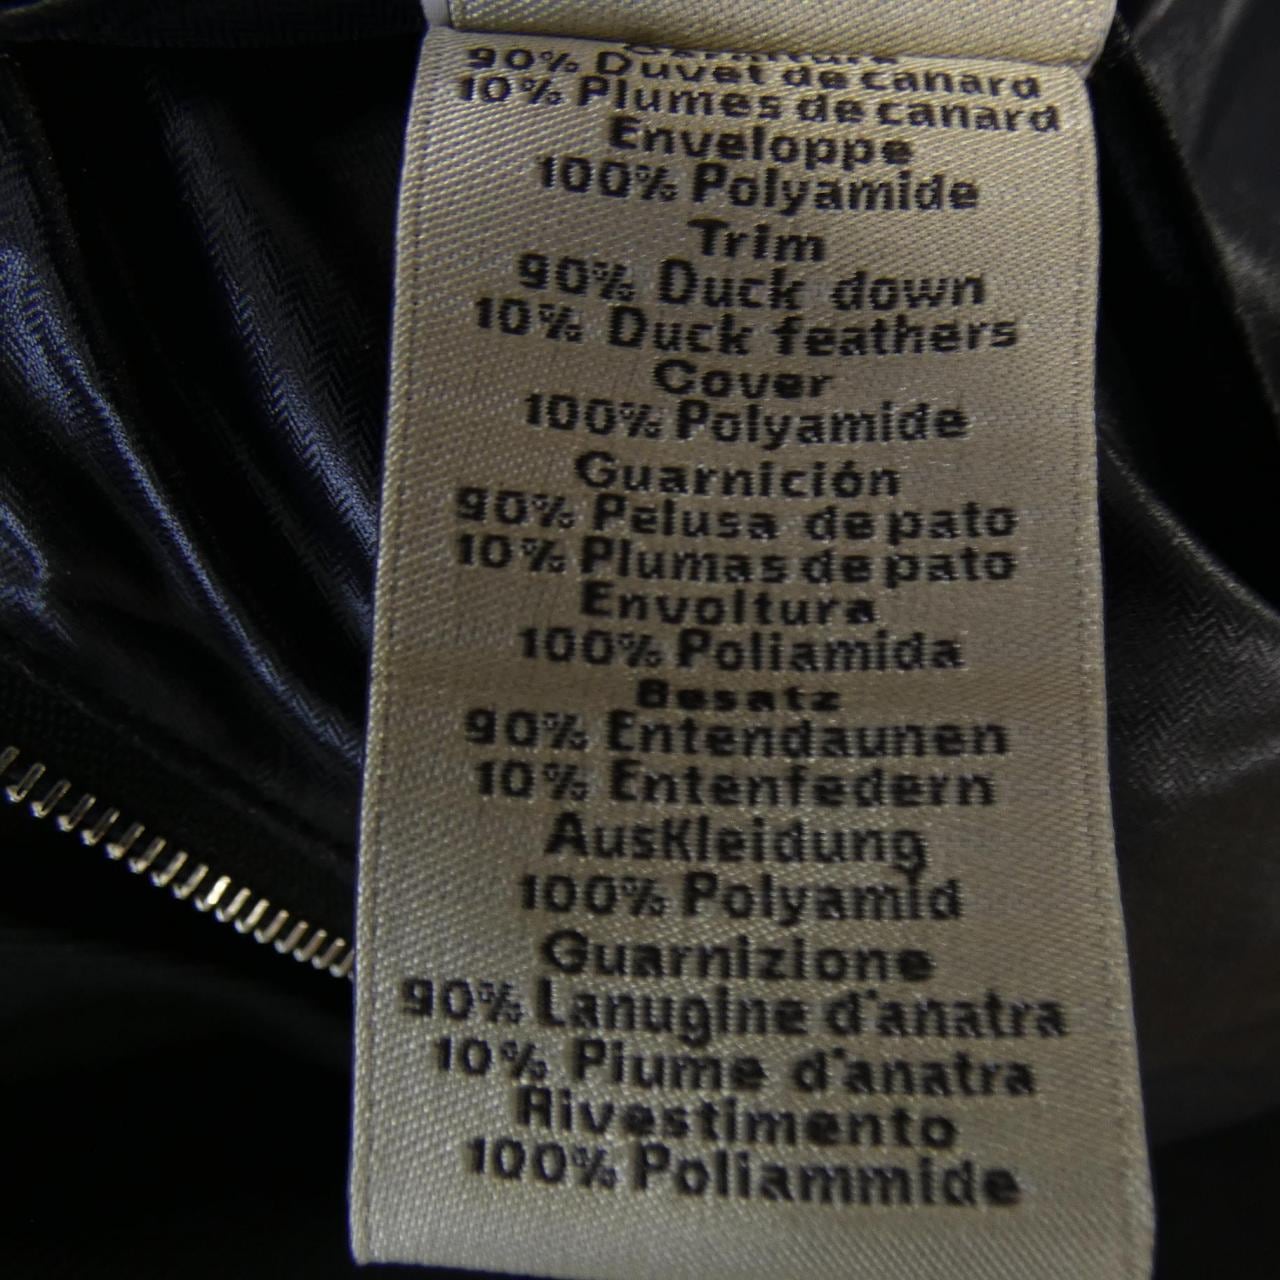 Garniture
90% Duvet de canard
10% Plumes de canard
Enveloppe
100% Polyamide
Trim
90% Duck down
10% Duck feathers
Cover
100% Polyamide
Guarnición
90% Pelusa de pato
10% Plumas de pato
Envoltura
100% Poliamida
Besatz
90% Entendaunen
10% Entenfedern
AusKleidung
100% Polyamid
Guarnizione
90% Lanugine d'anatra
10% Piume d'anatra
Rivestimento
100% Poliammide